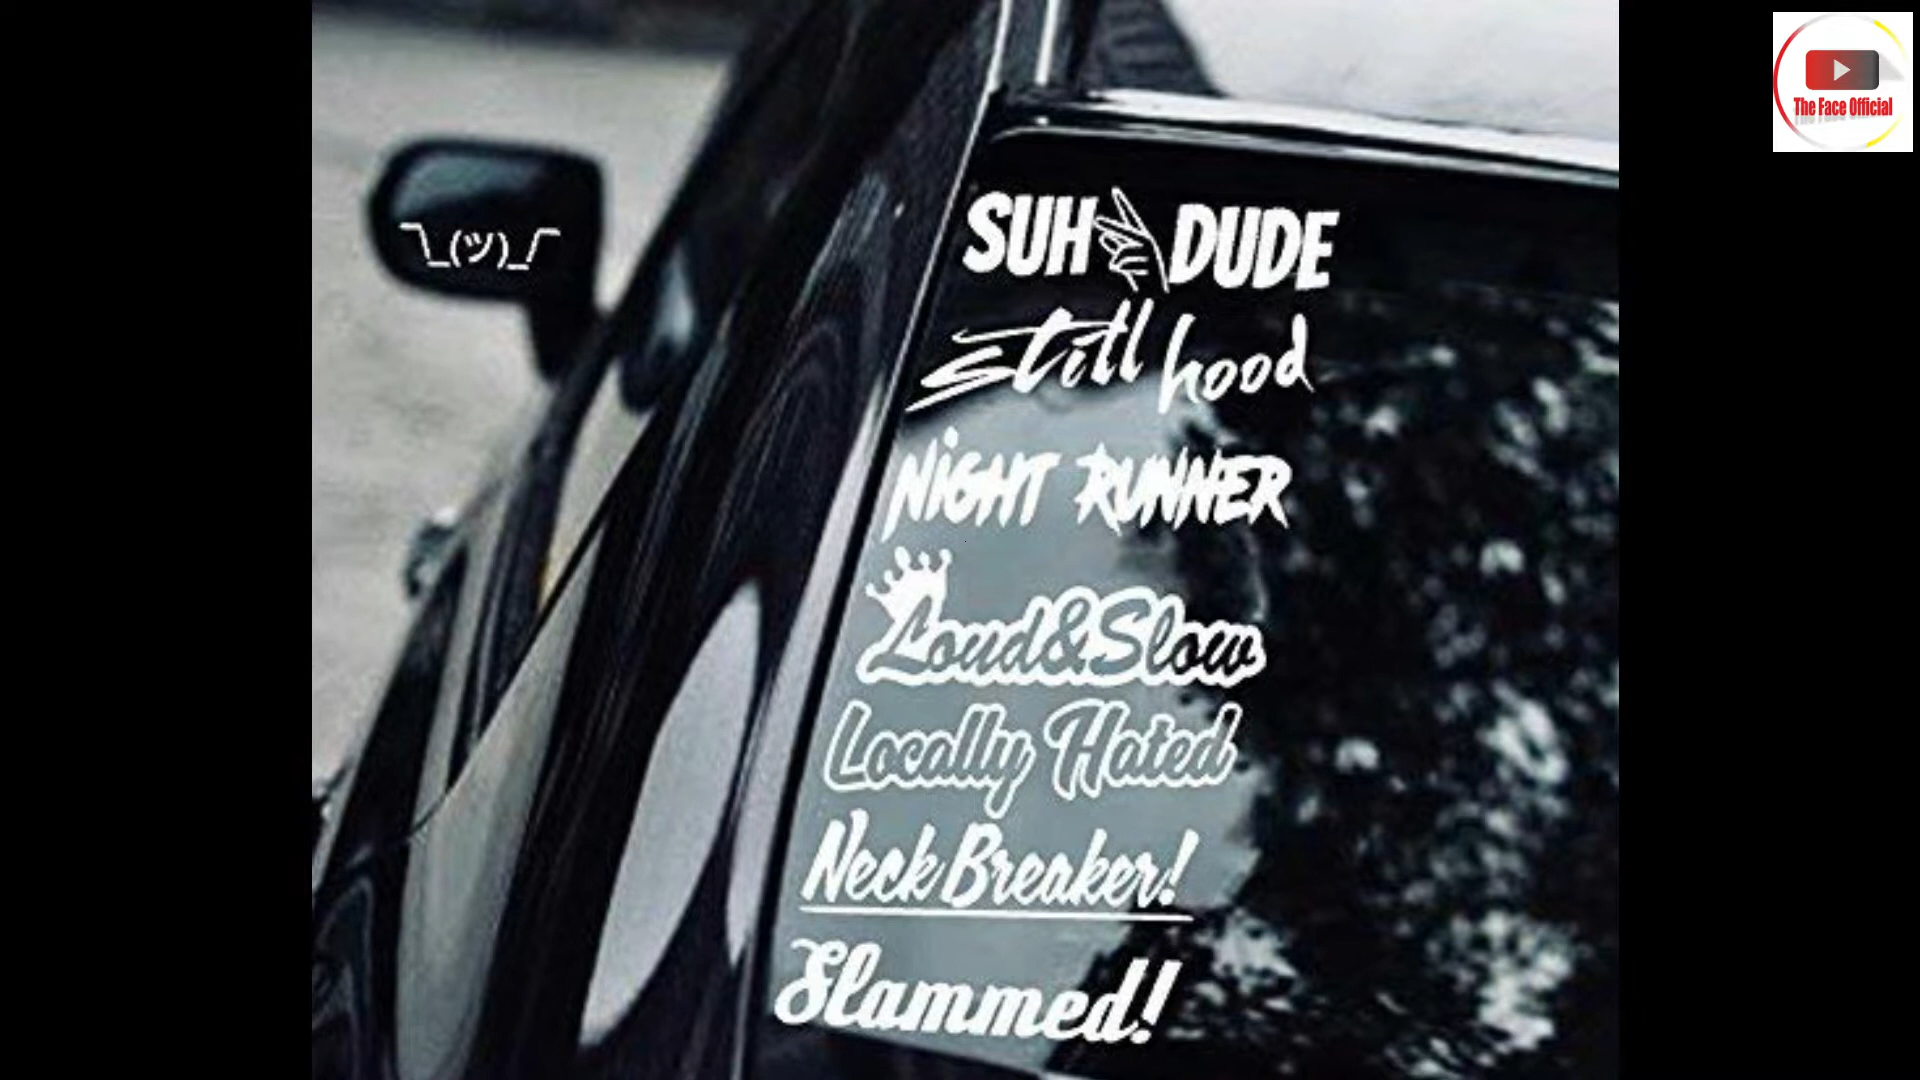 The Face Official
¯\_(ツ)_/¯
SUH DUDE
Still hood
NIGHT RUNNER
Loud&Slow
Locally Hated
Neck Breaker!
Slammed!